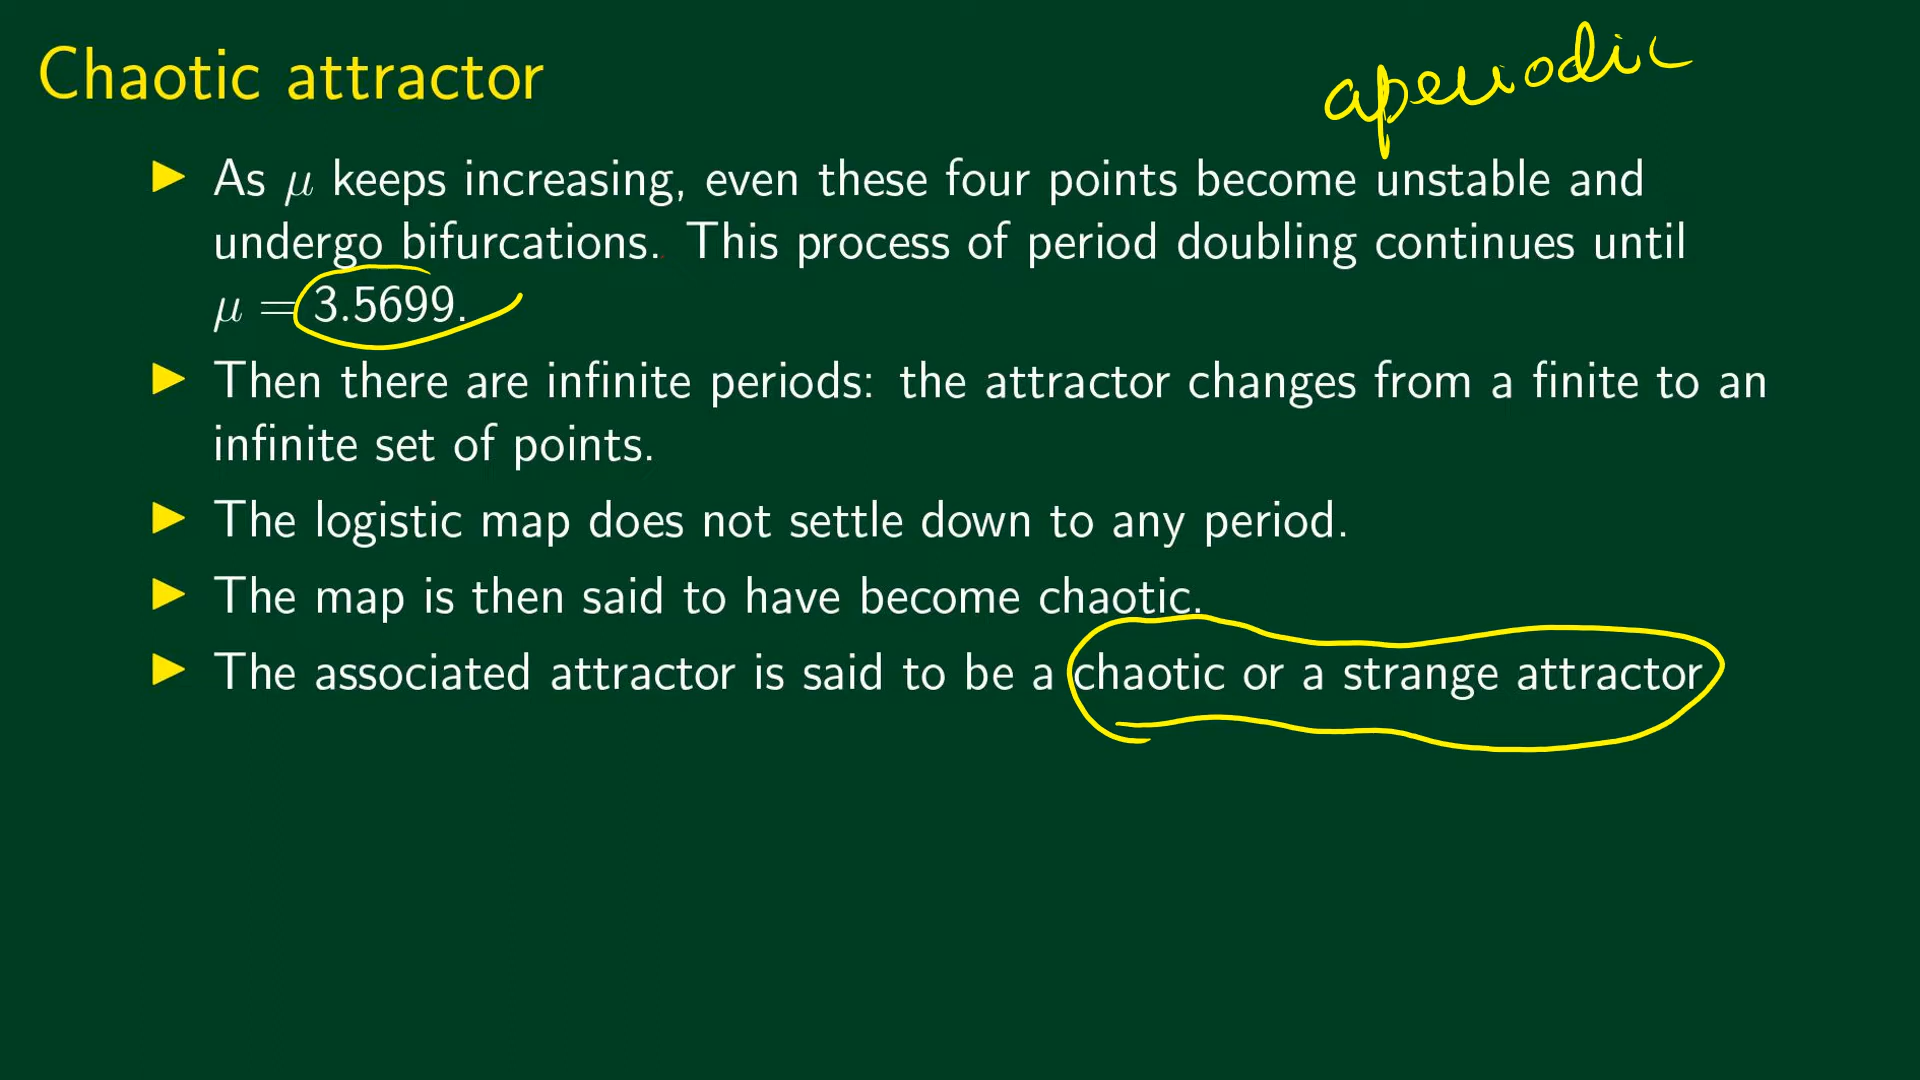 Chaotic attractor
aperiodic
▶ As μ keeps increasing, even these four points become unstable and
undergo bifurcations. This process of period doubling continues until
μ = 3.5699.
▶ Then there are infinite periods: the attractor changes from a finite to an
infinite set of points.
▶ The logistic map does not settle down to any period.
▶ The map is then said to have become chaotic.
▶ The associated attractor is said to be a chaotic or a strange attractor